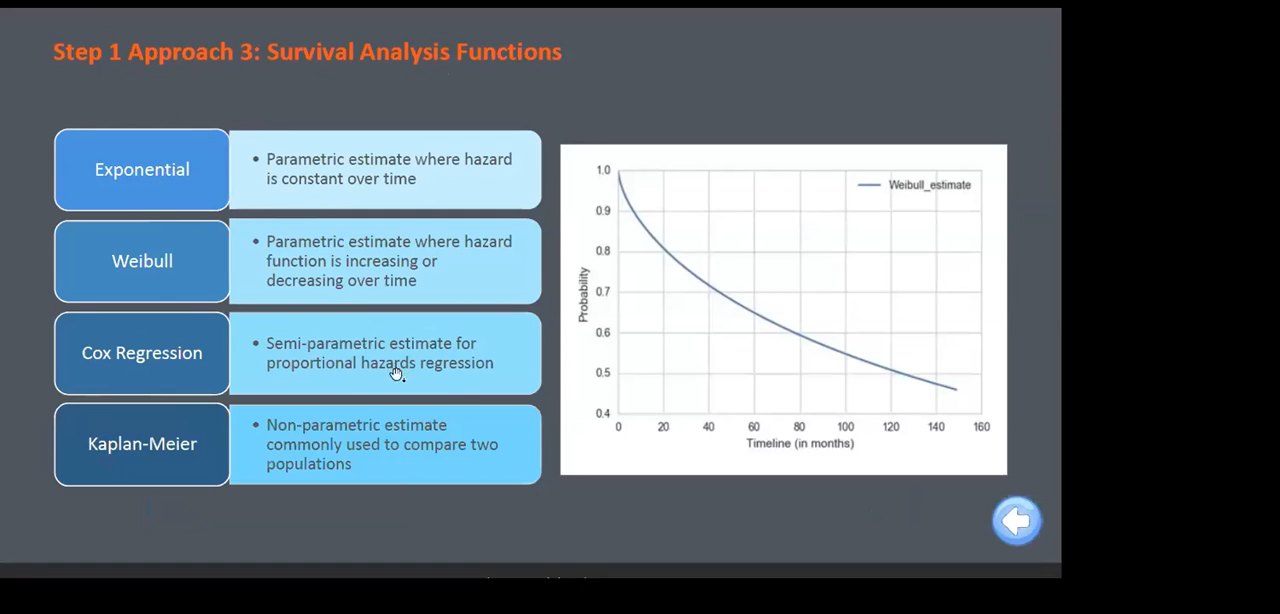 Step 1 Approach 3: Survival Analysis Functions
Exponential
• Parametric estimate where hazard
is constant over time
Weibull
• Parametric estimate where hazard
function is increasing or
decreasing over time
Cox Regression
• Semi-parametric estimate for
proportional hazards regression
Kaplan-Meier
• Non-parametric estimate
commonly used to compare two
populations
Weibull_estimate
Probability
1.0
0.9
0.8
0.7
0.6
0.5
0.4
0 20 40 60 80 100 120 140 160
Timeline (in months)